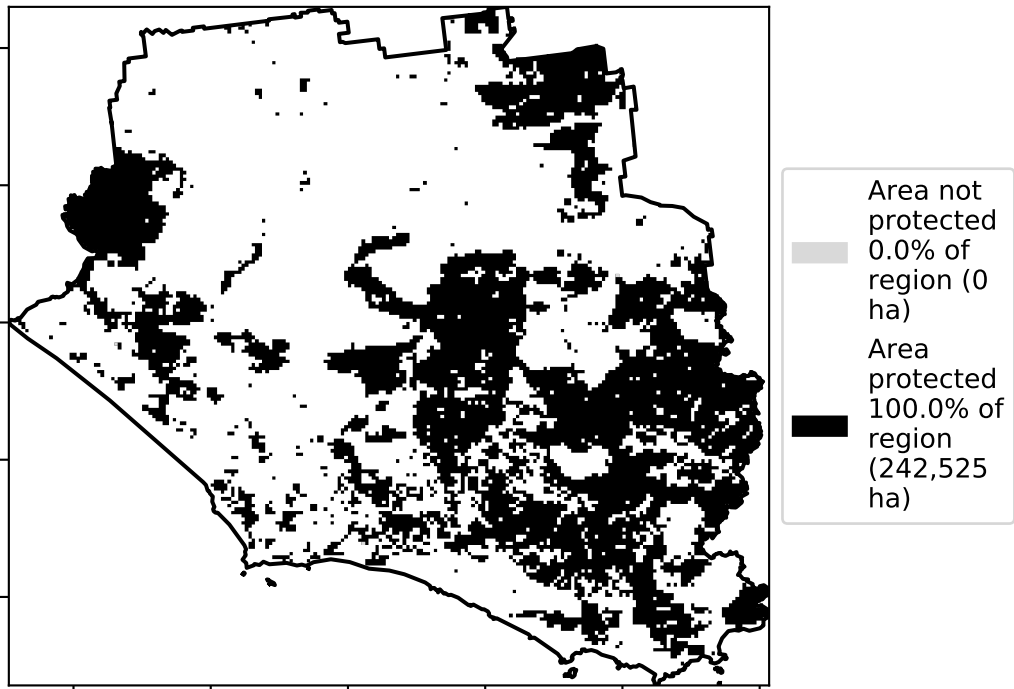 Area not
protected
0.0% of
region (0
ha)
Area
protected
100.0% of
region
(242,525
ha)